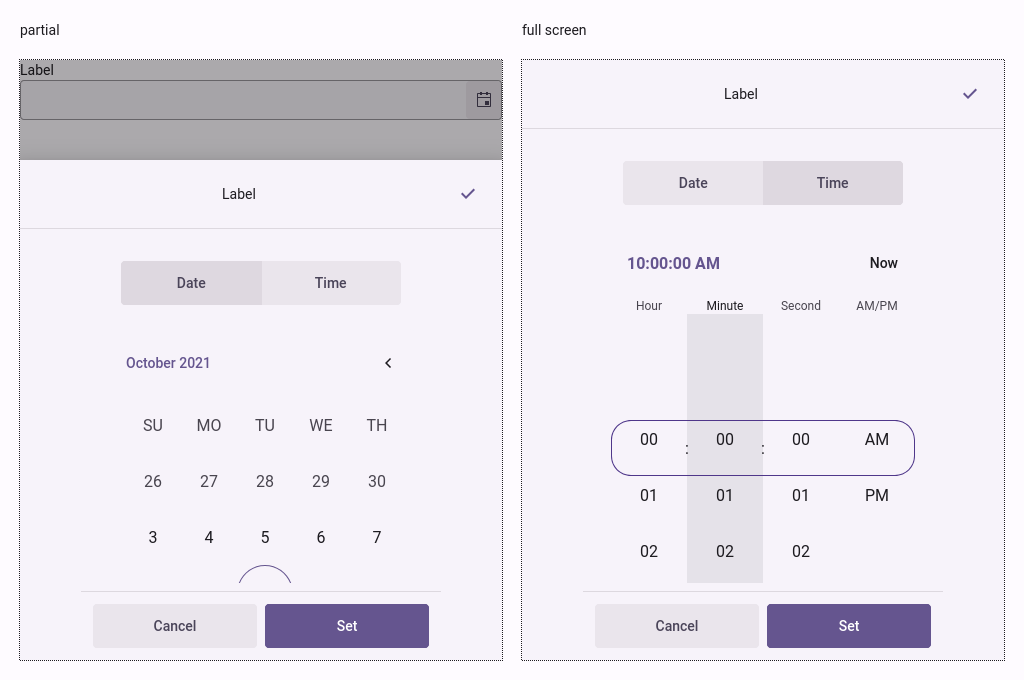 partial
Label
Label
Date Time
October 2021
SU MO TU WE TH
26 27 28 29 30
3 4 5 6 7
Cancel Set
full screen
Label
Date Time
10:00:00 AM Now
Hour Minute Second AM/PM
00 : 00 : 00 AM
01 01 01 PM
02 02 02
Cancel Set